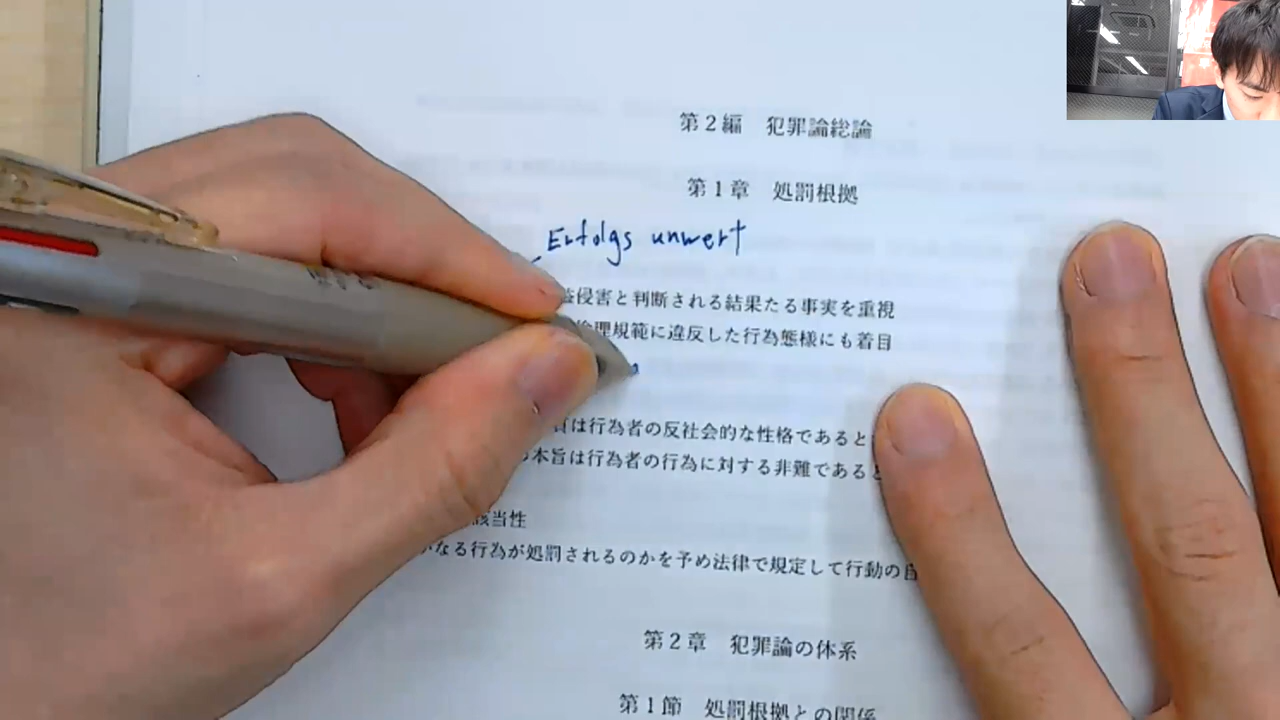 第2編 犯罪論総論
第1章 処罰根拠
Erfolgs unwert
侵害と判断される結果たる事実を重視
倫理規範に違反した行為態様にも着目
は行為者の反社会的な性格であると
本旨は行為者の行為に対する非難であると
該当性
なる行為が処罰されるのかを予め法律で規定して行動の自
第2章 犯罪論の体系
第1節 処罰根拠との関係